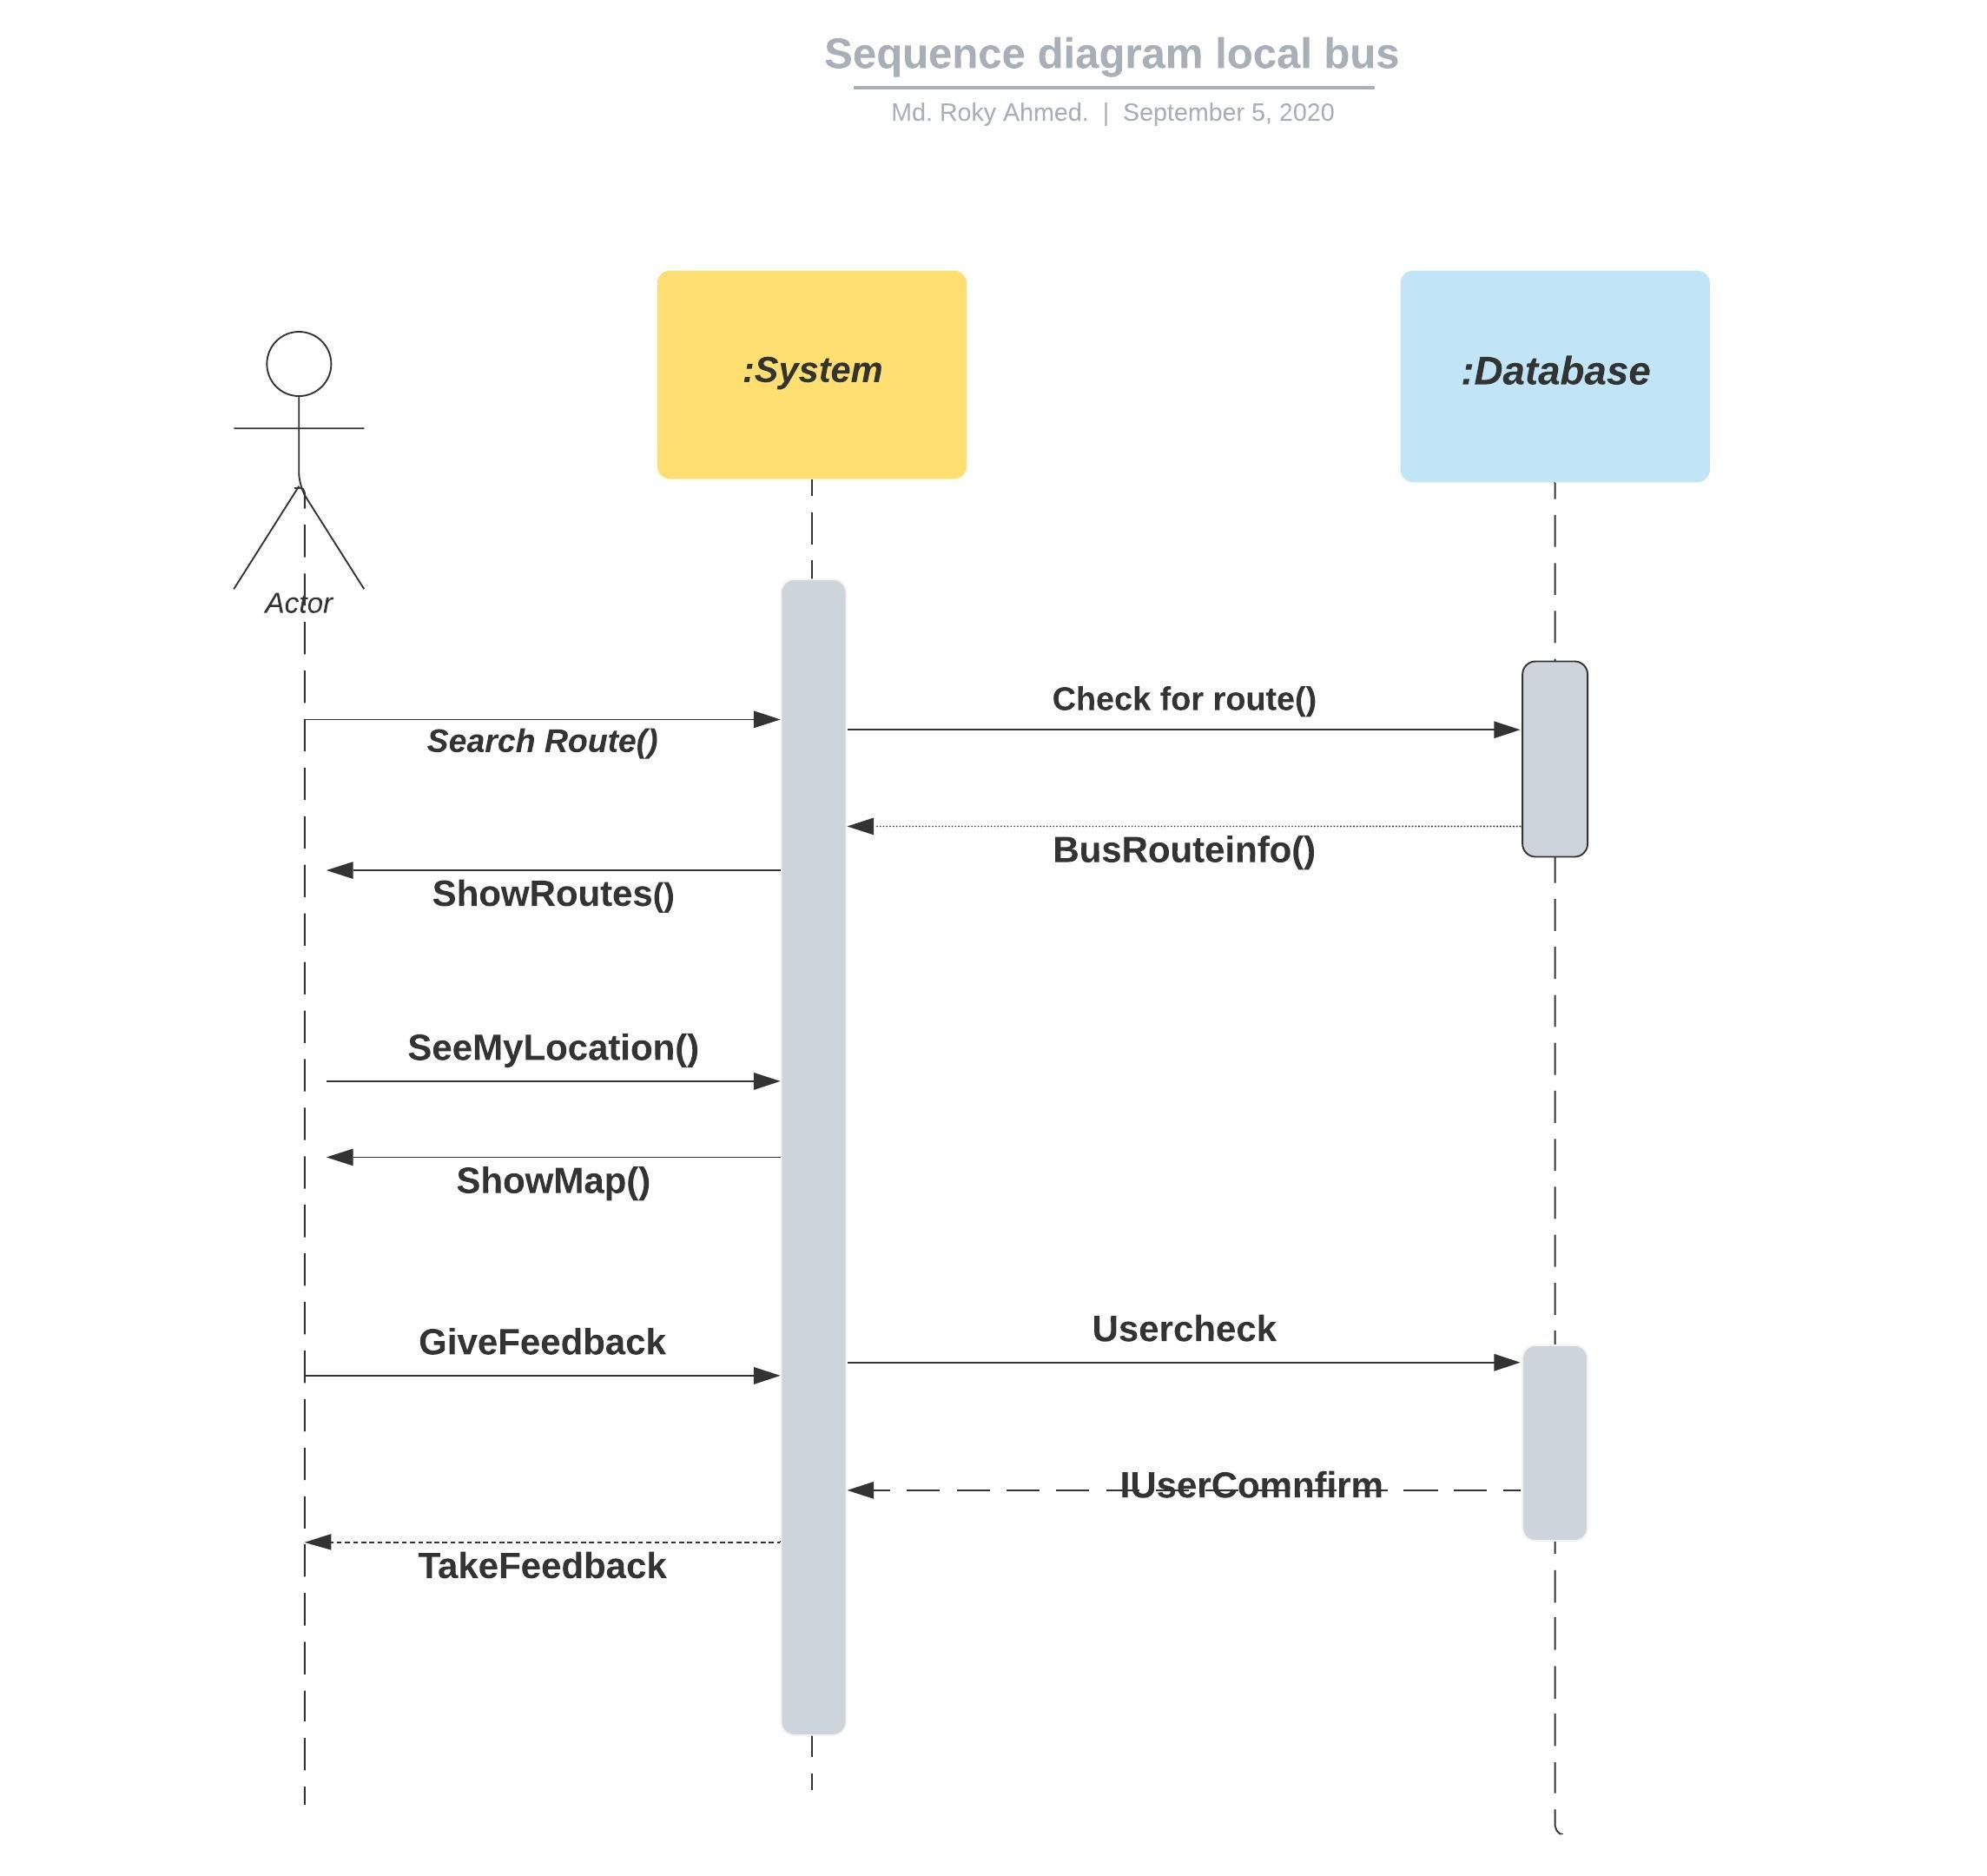 Sequence diagram local bus
Md. Roky Ahmed. | September 5, 2020
:System
:Database
Actor
Check for route()
Search Route()
BusRouteinfo()
ShowRoutes()
SeeMyLocation()
ShowMap()
Usercheck
GiveFeedback
IUserComnfirm
TakeFeedback